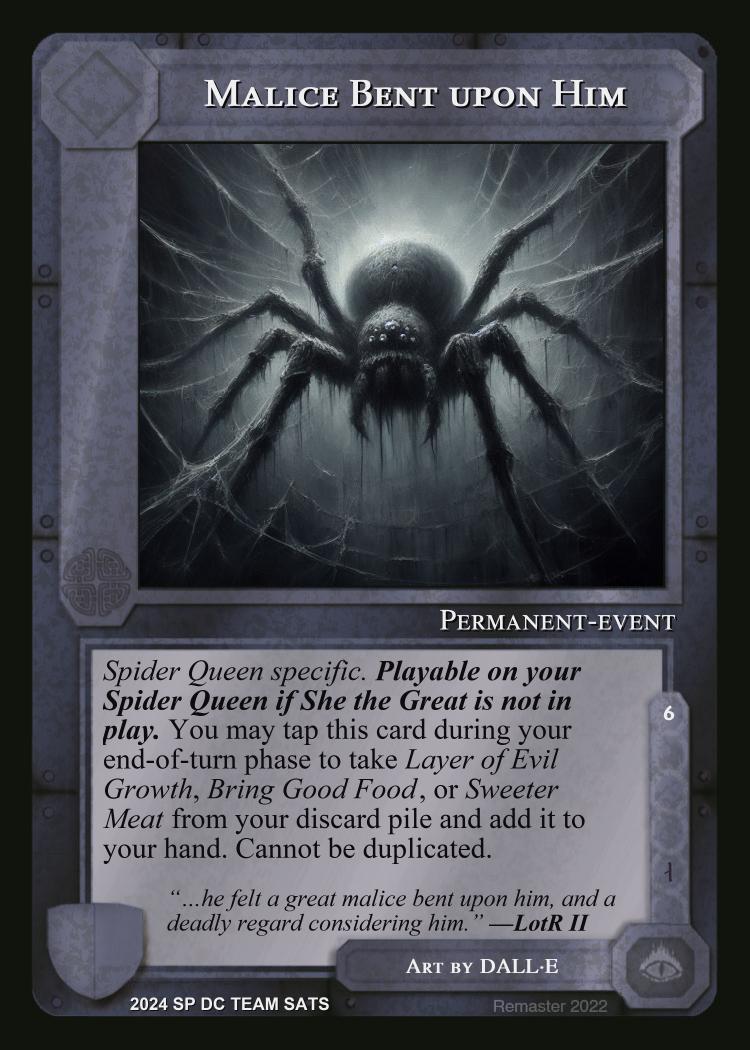 Malice Bent upon Him
Permanent-event
Spider Queen specific. Playable on your
Spider Queen if She the Great is not in
play. You may tap this card during your
end-of-turn phase to take Layer of Evil
Growth, Bring Good Food, or Sweeter
Meat from your discard pile and add it to
your hand. Cannot be duplicated.
6
“...he felt a great malice bent upon him, and a
deadly regard considering him.” —LotR II
Art by DALL·E
2024 SP DC TEAM SATS
Remaster 2022